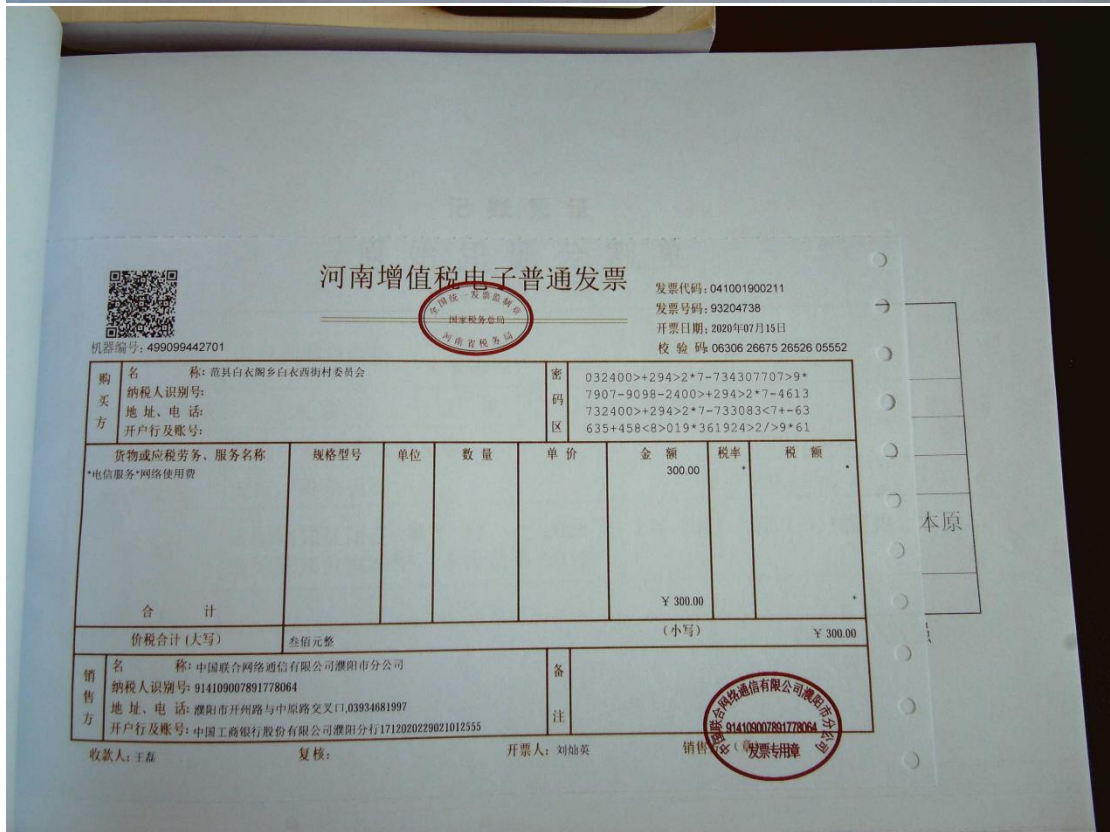 河南增值税电子普通发票
全国统一发票监制章
国家税务总局
河南省税务局
发票代码:041001900211
发票号码:93204738
开票日期:2020年07月15日
校 验 码:06306 26675 26526 05552
机器编号:499099442701
购买方
名 称:范县白衣阁乡白衣西街村委员会
纳税人识别号:
地 址、电 话:
开户行及账号:
密码区
032400>+294>2*7-734307707>9*
7907-9098-2400>+294>2*7-4613
732400>+294>2*7-733083<7+-63
635+458<8>019*361924>2/>9*61
货物或应税劳务、服务名称 规格型号 单位 数 量 单 价 金 额 税率 税 额
*电信服务*网络使用费 300.00 * *
合 计 ¥ 300.00 *
价税合计(大写) 叁佰元整 (小写) ¥ 300.00
销售方
名 称:中国联合网络通信有限公司濮阳市分公司
纳税人识别号:914109007891778064
地 址、电 话:濮阳市开州路与中原路交叉口,03934681997
开户行及账号:中国工商银行股份有限公司濮阳分行1712020229021012555
备注
收款人:王磊 复核: 开票人:刘灿英 销售
中国联合网络通信有限公司濮阳市分公司
914109007891778064
发票专用章
本原